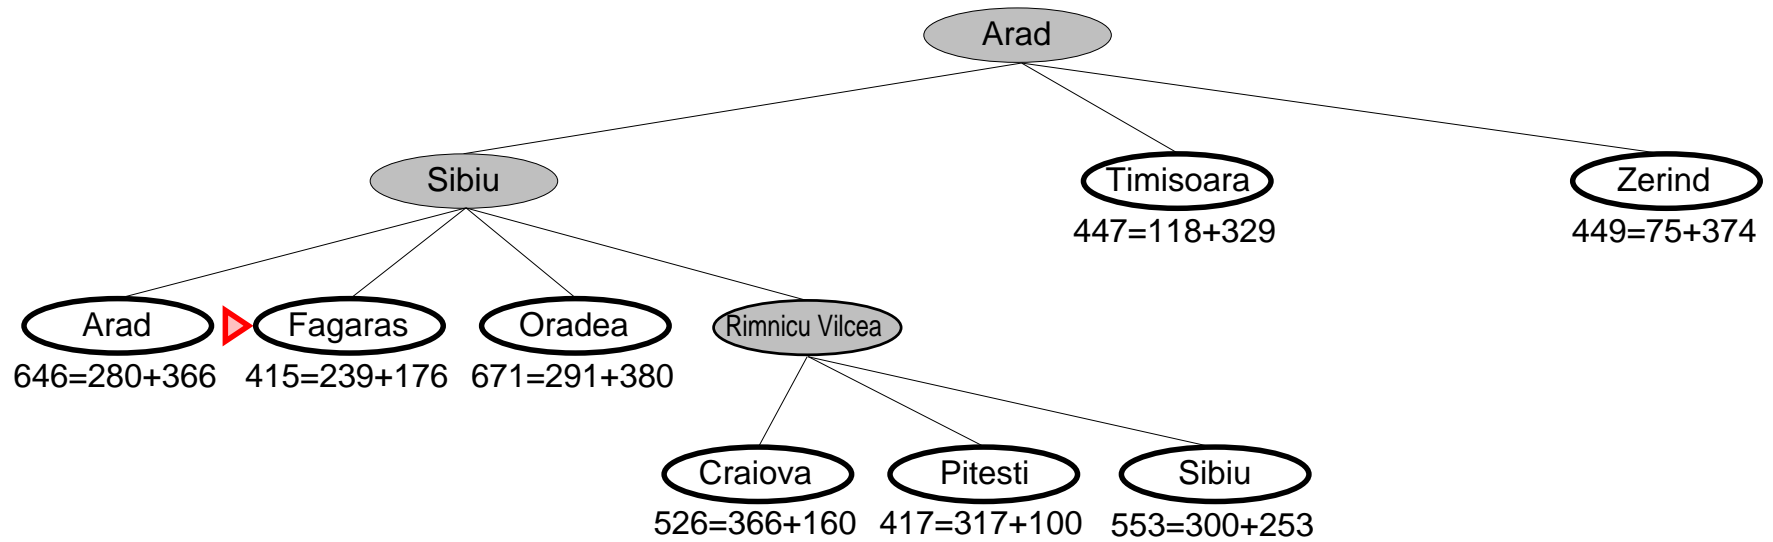 Arad
Sibiu
Timisoara
Zerind
447=118+329
449=75+374
Arad
Fagaras
Oradea
Rimnicu Vilcea
646=280+366
415=239+176
671=291+380
Craiova
Pitesti
Sibiu
526=366+160
417=317+100
553=300+253